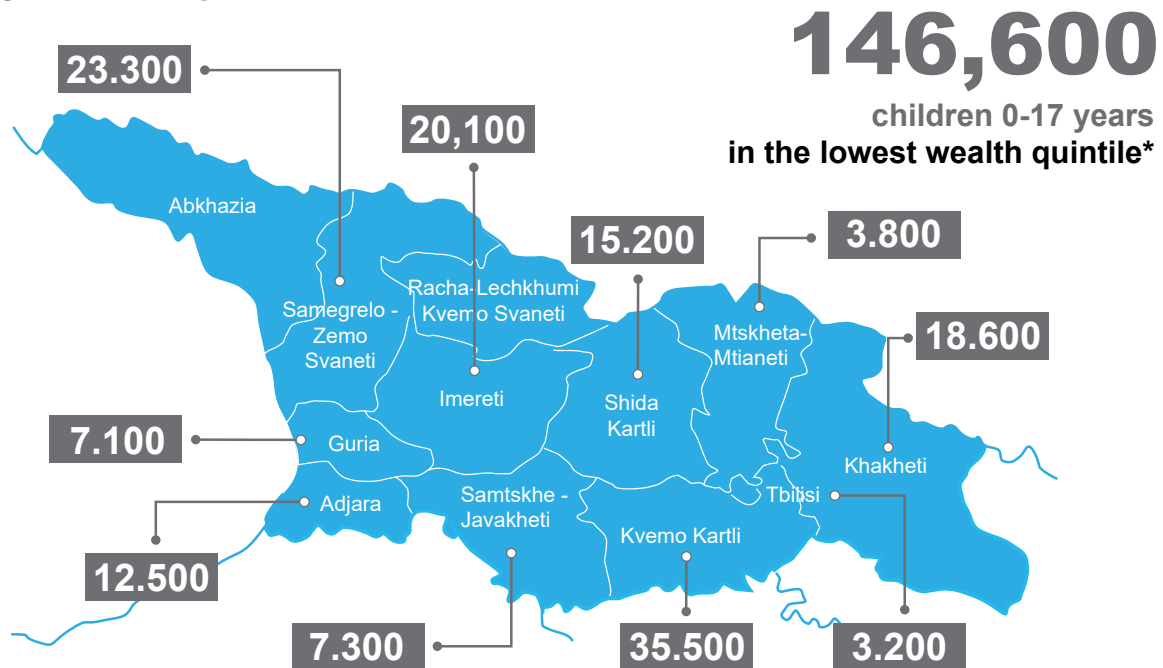 146,600
children 0-17 years
in the lowest wealth quintile*
23.300
20,100
15.200
3.800
18.600
7.100
12.500
7.300
35.500
3.200
Abkhazia
Samegrelo -
Zemo
Svaneti
Racha-Lechkhumi
Kvemo Svaneti
Imereti
Shida
Kartli
Mtskheta-
Mtianeti
Guria
Adjara
Samtskhe -
Javakheti
Kvemo Kartli
Tbilisi
Khakheti